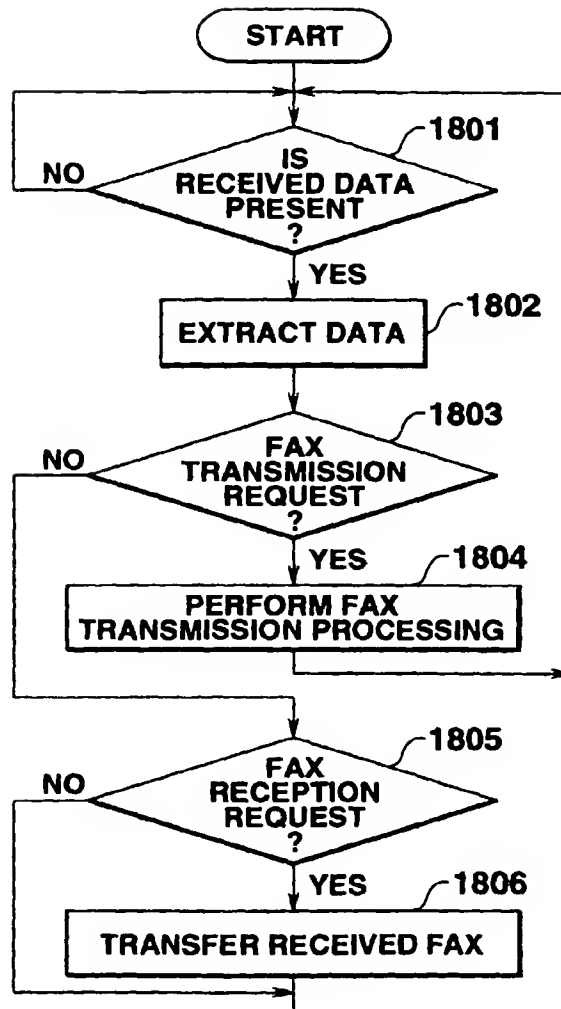 START
1801
IS
RECEIVED DATA
PRESENT
?
NO
YES
1802
EXTRACT DATA
1803
FAX
TRANSMISSION
REQUEST
?
NO
YES
1804
PERFORM FAX
TRANSMISSION PROCESSING
1805
FAX
RECEPTION
REQUEST
?
NO
YES
1806
TRANSFER RECEIVED FAX